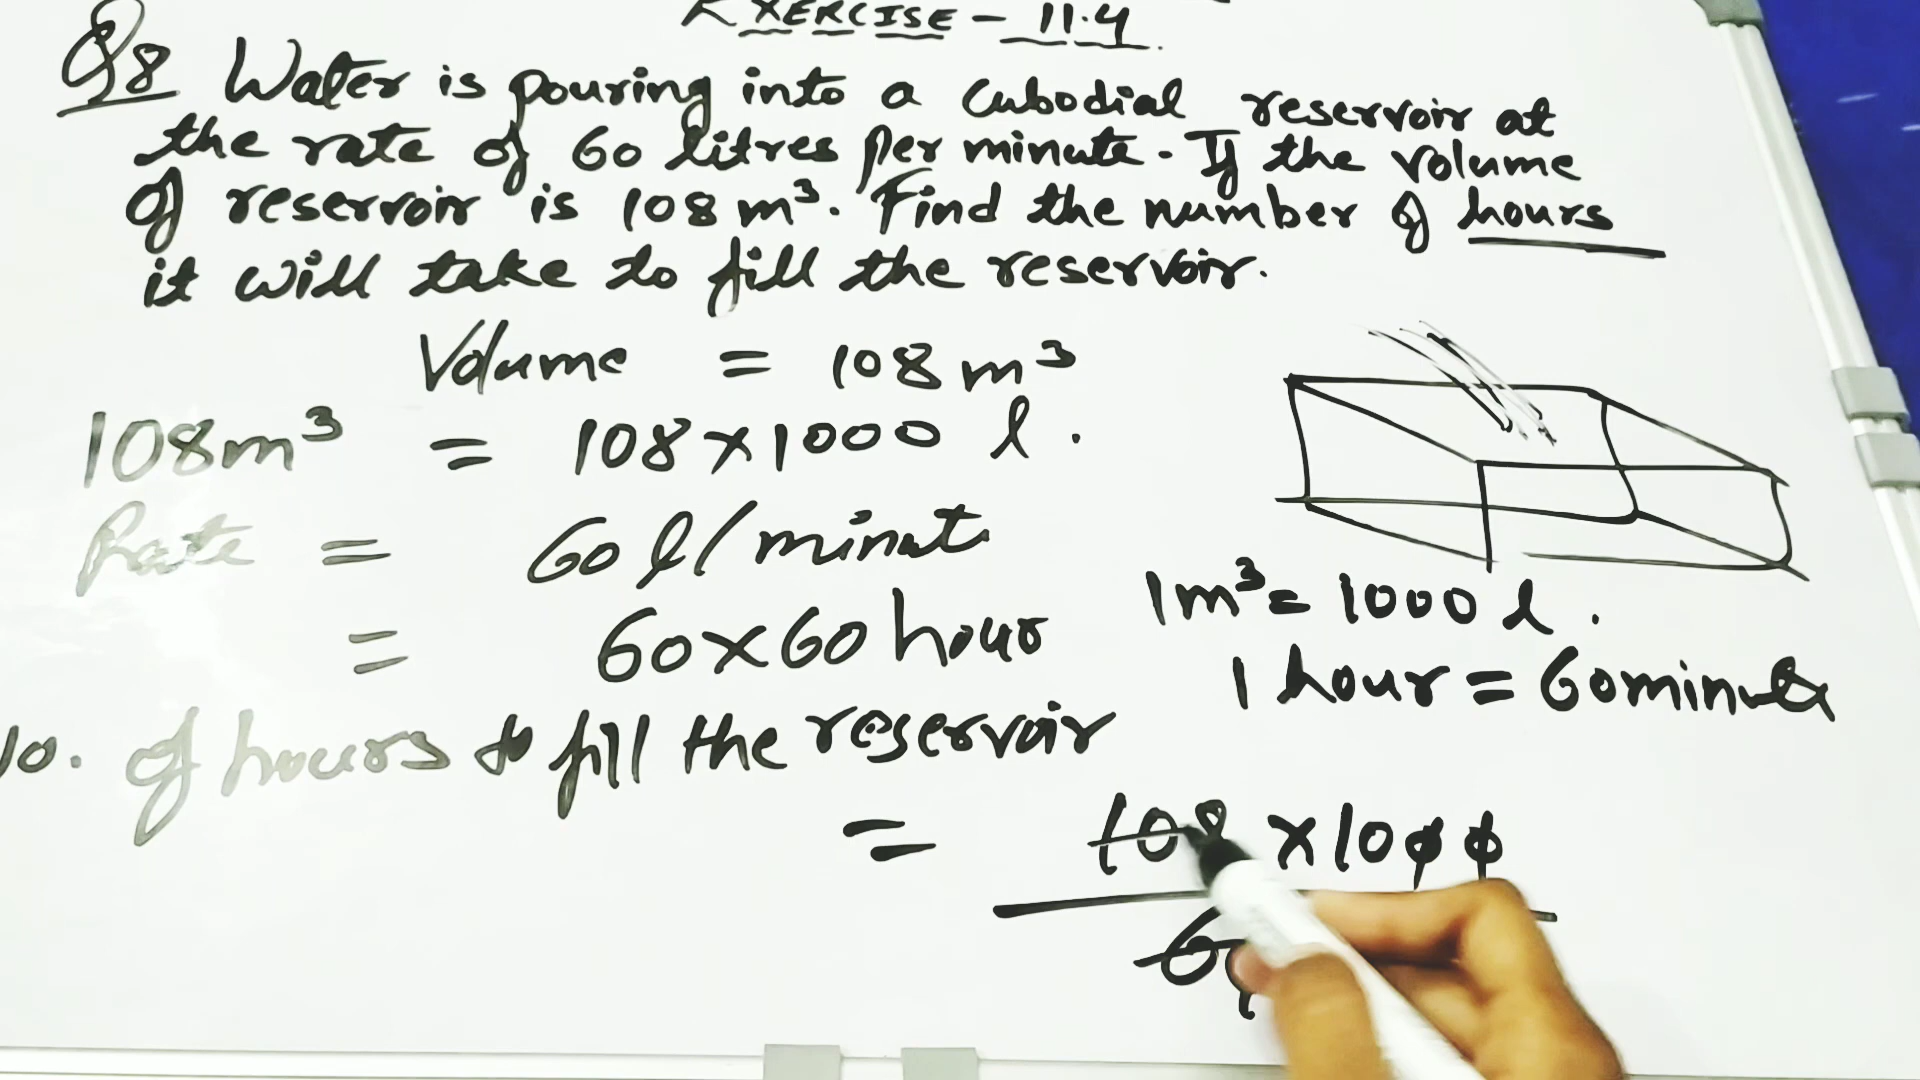 EXERCISE - 11.4
Q8 Water is pouring into a Cubodial reservoir at
the rate of 60 litres per minute. If the volume
of reservoir is 108 m³. Find the number of hours
it will take to fill the reservoir.
Volume = 108 m³
108m³ = 108 x 1000 l.
Rate = 60 l/minute
= 60 x 60 hour
of hours to fill the reservoir
= 108 x 1000
1m³ = 1000 l.
1 hour = 60 minutes